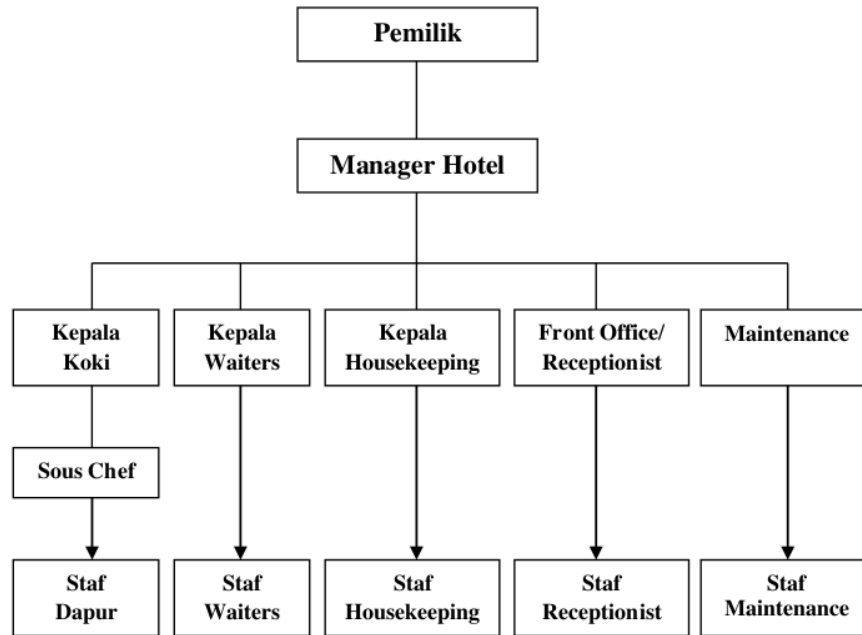 Pemilik
Manager Hotel
Kepala
Koki
Kepala
Waiters
Kepala
Housekeeping
Front Office/
Receptionist
Maintenance
Sous Chef
Staf
Dapur
Staf
Waiters
Staf
Housekeeping
Staf
Receptionist
Staf
Maintenance